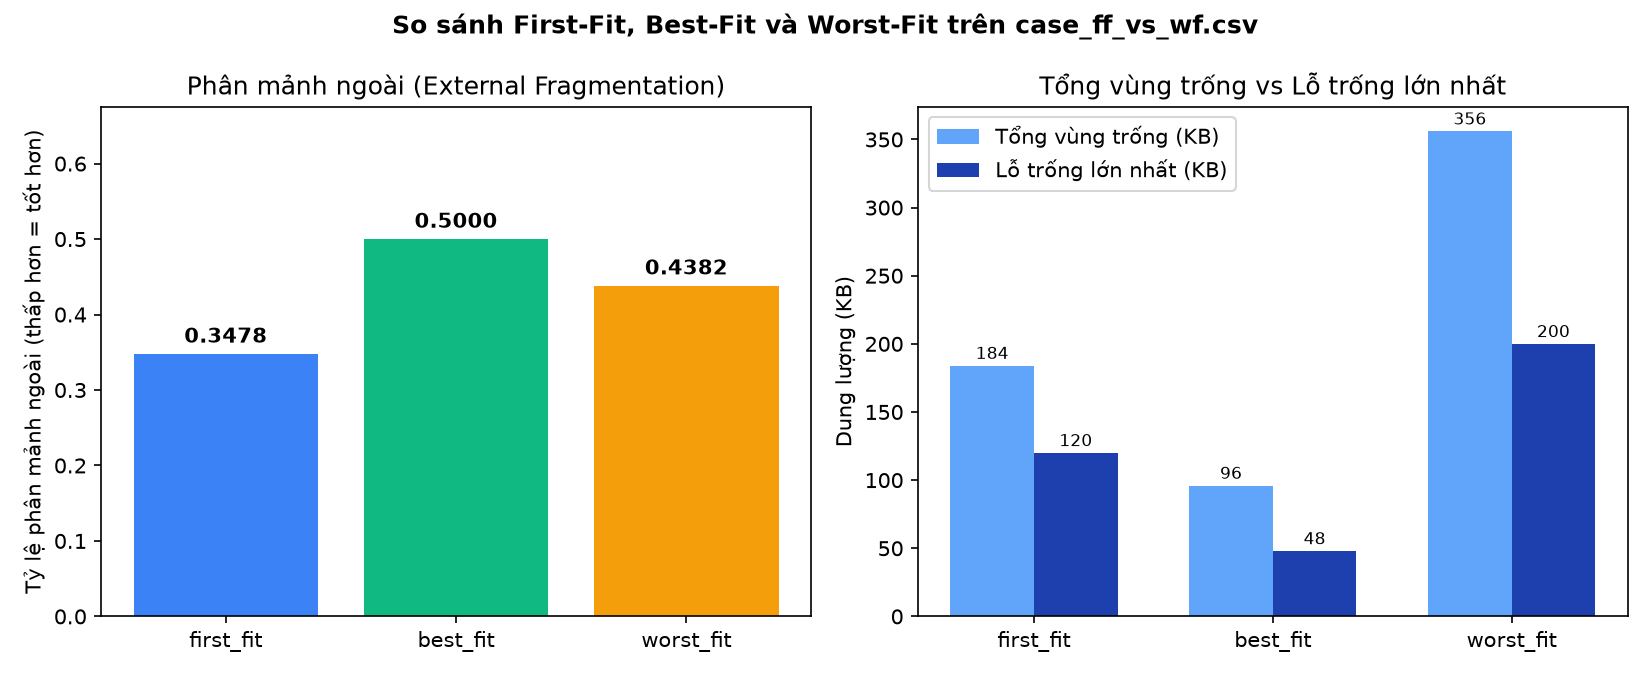 So sánh First-Fit, Best-Fit và Worst-Fit trên case_ff_vs_wf.csv
Phân mảnh ngoài (External Fragmentation)
Tỷ lệ phân mảnh ngoài (thấp hơn = tốt hơn)
0.6
0.5
0.4
0.3
0.2
0.1
0.0
0.3478
0.5000
0.4382
first_fit
best_fit
worst_fit
Tổng vùng trống vs Lỗ trống lớn nhất
Tổng vùng trống (KB)
Lỗ trống lớn nhất (KB)
Dung lượng (KB)
350
300
250
200
150
100
50
0
184
120
96
48
356
200
first_fit
best_fit
worst_fit